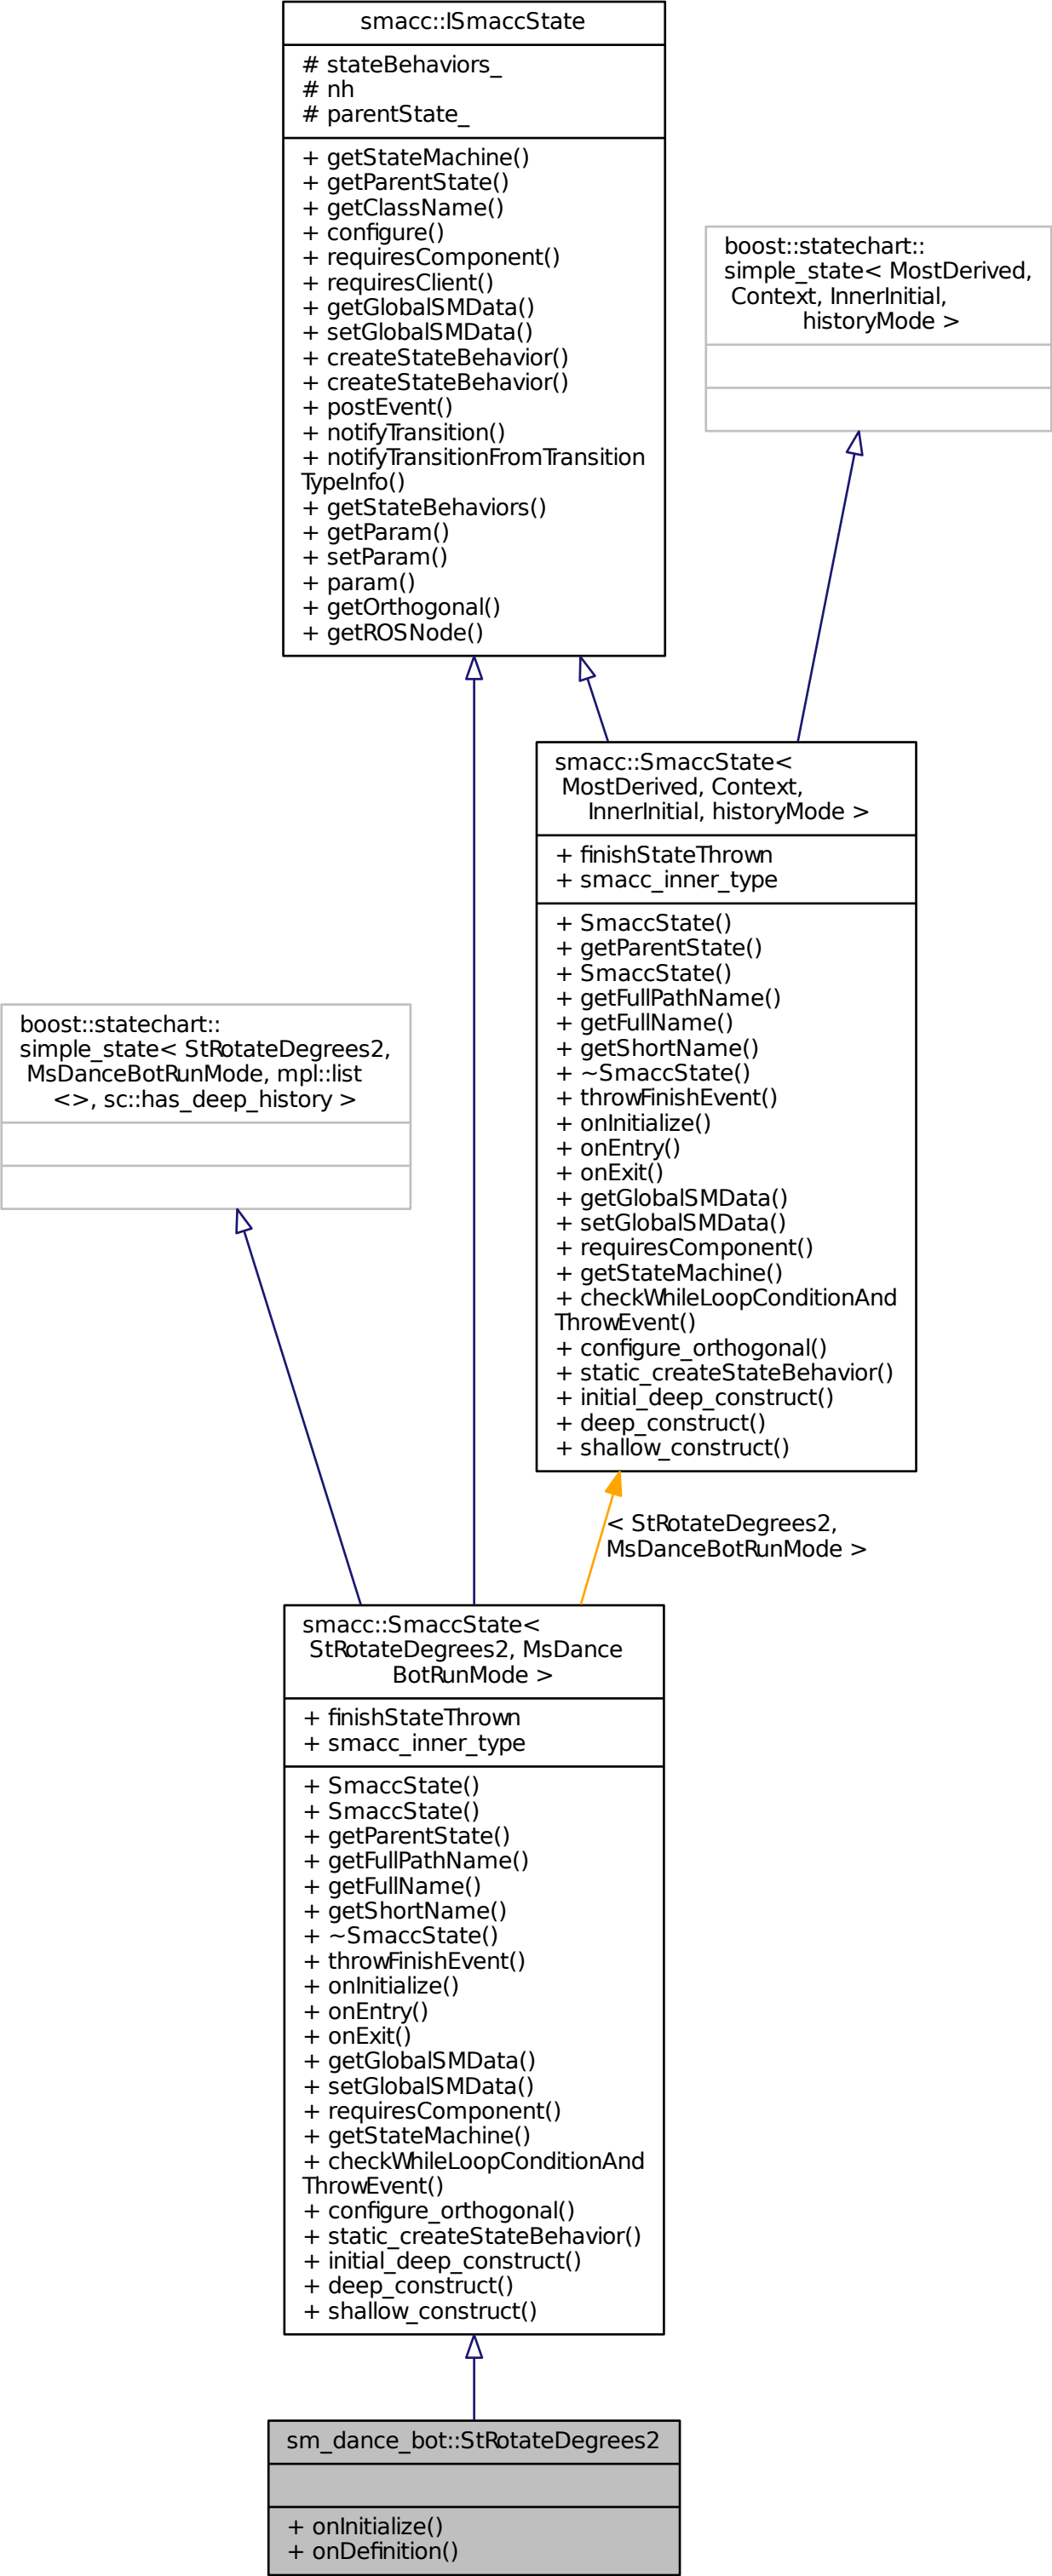 smacc::ISmaccState
# stateBehaviors_
# nh
# parentState_
+ getStateMachine()
+ getParentState()
+ getClassName()
+ configure()
+ requiresComponent()
+ requiresClient()
+ getGlobalSMData()
+ setGlobalSMData()
+ createStateBehavior()
+ createStateBehavior()
+ postEvent()
+ notifyTransition()
+ notifyTransitionFromTransition
TypeInfo()
+ getStateBehaviors()
+ getParam()
+ setParam()
+ param()
+ getOrthogonal()
+ getROSNode()
boost::statechart::
simple_state< MostDerived,
Context, InnerInitial,
historyMode >
smacc::SmaccState<
MostDerived, Context,
InnerInitial, historyMode >
+ finishStateThrown
+ smacc_inner_type
+ SmaccState()
+ getParentState()
+ SmaccState()
+ getFullPathName()
+ getFullName()
+ getShortName()
+ ~SmaccState()
+ throwFinishEvent()
+ onInitialize()
+ onEntry()
+ onExit()
+ getGlobalSMData()
+ setGlobalSMData()
+ requiresComponent()
+ getStateMachine()
+ checkWhileLoopConditionAnd
ThrowEvent()
+ configure_orthogonal()
+ static_createStateBehavior()
+ initial_deep_construct()
+ deep_construct()
+ shallow_construct()
boost::statechart::
simple_state< StRotateDegrees2,
MsDanceBotRunMode, mpl::list
<>, sc::has_deep_history >
< StRotateDegrees2,
MsDanceBotRunMode >
smacc::SmaccState<
StRotateDegrees2, MsDance
BotRunMode >
+ finishStateThrown
+ smacc_inner_type
+ SmaccState()
+ SmaccState()
+ getParentState()
+ getFullPathName()
+ getFullName()
+ getShortName()
+ ~SmaccState()
+ throwFinishEvent()
+ onInitialize()
+ onEntry()
+ onExit()
+ getGlobalSMData()
+ setGlobalSMData()
+ requiresComponent()
+ getStateMachine()
+ checkWhileLoopConditionAnd
ThrowEvent()
+ configure_orthogonal()
+ static_createStateBehavior()
+ initial_deep_construct()
+ deep_construct()
+ shallow_construct()
sm_dance_bot::StRotateDegrees2
+ onInitialize()
+ onDefinition()